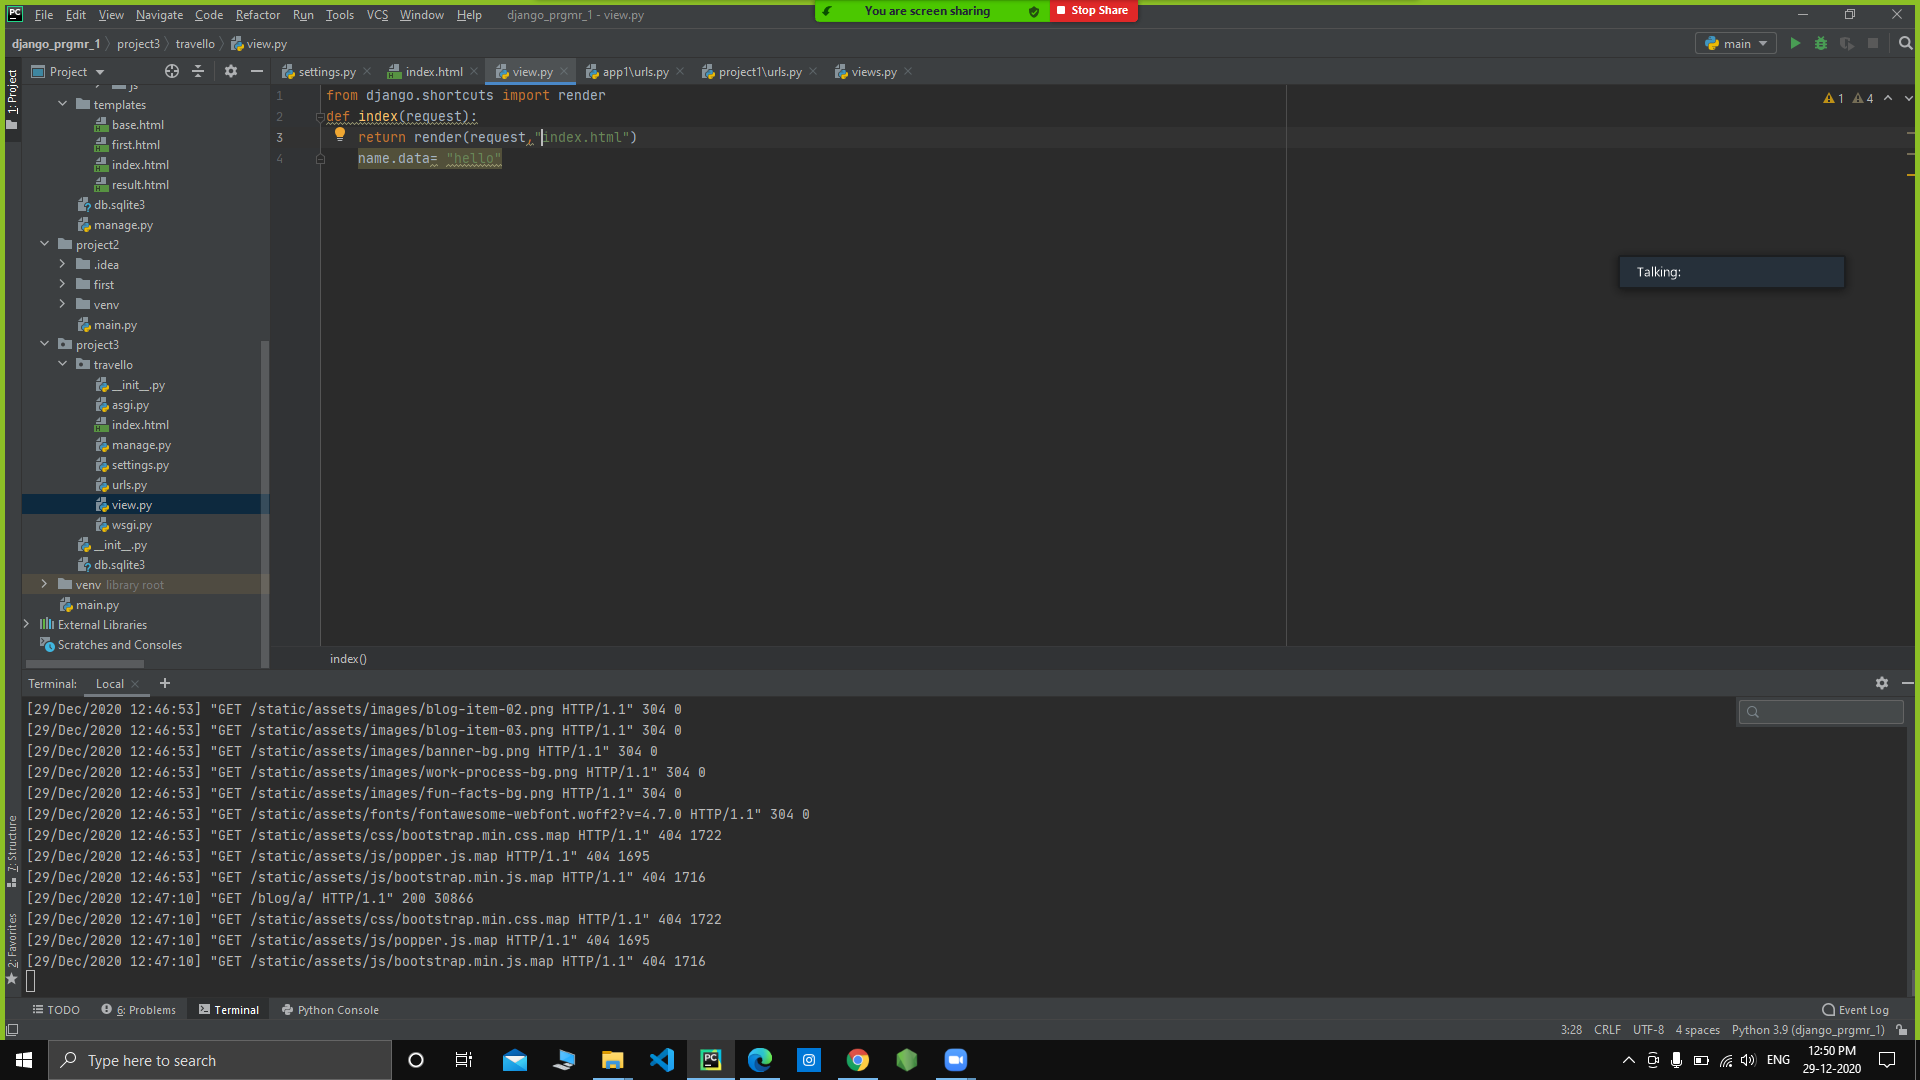 PC File Edit View Navigate Code Refactor Run Tools VCS Window Help django_prgmr_1 - view.py
You are screen sharing Stop Share
django_prgmr_1 project3 travello view.py
main
1: Project
Project
settings.py index.html view.py app1\urls.py project1\urls.py views.py
js
templates
base.html
first.html
index.html
result.html
db.sqlite3
manage.py
project2
.idea
first
venv
main.py
project3
travello
__init__.py
asgi.py
index.html
manage.py
settings.py
urls.py
view.py
wsgi.py
__init__.py
db.sqlite3
venv library root
main.py
External Libraries
Scratches and Consoles
1 from django.shortcuts import render
2 def index(request):
3 return render(request,"index.html")
4 name.data= "hello"
1 4
Talking:
index()
Terminal: Local
[29/Dec/2020 12:46:53] "GET /static/assets/images/blog-item-02.png HTTP/1.1" 304 0
[29/Dec/2020 12:46:53] "GET /static/assets/images/blog-item-03.png HTTP/1.1" 304 0
[29/Dec/2020 12:46:53] "GET /static/assets/images/banner-bg.png HTTP/1.1" 304 0
[29/Dec/2020 12:46:53] "GET /static/assets/images/work-process-bg.png HTTP/1.1" 304 0
[29/Dec/2020 12:46:53] "GET /static/assets/images/fun-facts-bg.png HTTP/1.1" 304 0
[29/Dec/2020 12:46:53] "GET /static/assets/fonts/fontawesome-webfont.woff2?v=4.7.0 HTTP/1.1" 304 0
[29/Dec/2020 12:46:53] "GET /static/assets/css/bootstrap.min.css.map HTTP/1.1" 404 1722
[29/Dec/2020 12:46:53] "GET /static/assets/js/popper.js.map HTTP/1.1" 404 1695
[29/Dec/2020 12:46:53] "GET /static/assets/js/bootstrap.min.js.map HTTP/1.1" 404 1716
[29/Dec/2020 12:47:10] "GET /blog/a/ HTTP/1.1" 200 30866
[29/Dec/2020 12:47:10] "GET /static/assets/css/bootstrap.min.css.map HTTP/1.1" 404 1722
[29/Dec/2020 12:47:10] "GET /static/assets/js/popper.js.map HTTP/1.1" 404 1695
[29/Dec/2020 12:47:10] "GET /static/assets/js/bootstrap.min.js.map HTTP/1.1" 404 1716
7: Structure
2: Favorites
TODO 6: Problems Terminal Python Console Event Log
3:28 CRLF UTF-8 4 spaces Python 3.9 (django_prgmr_1)
Type here to search
PC
ENG
12:50 PM
29-12-2020